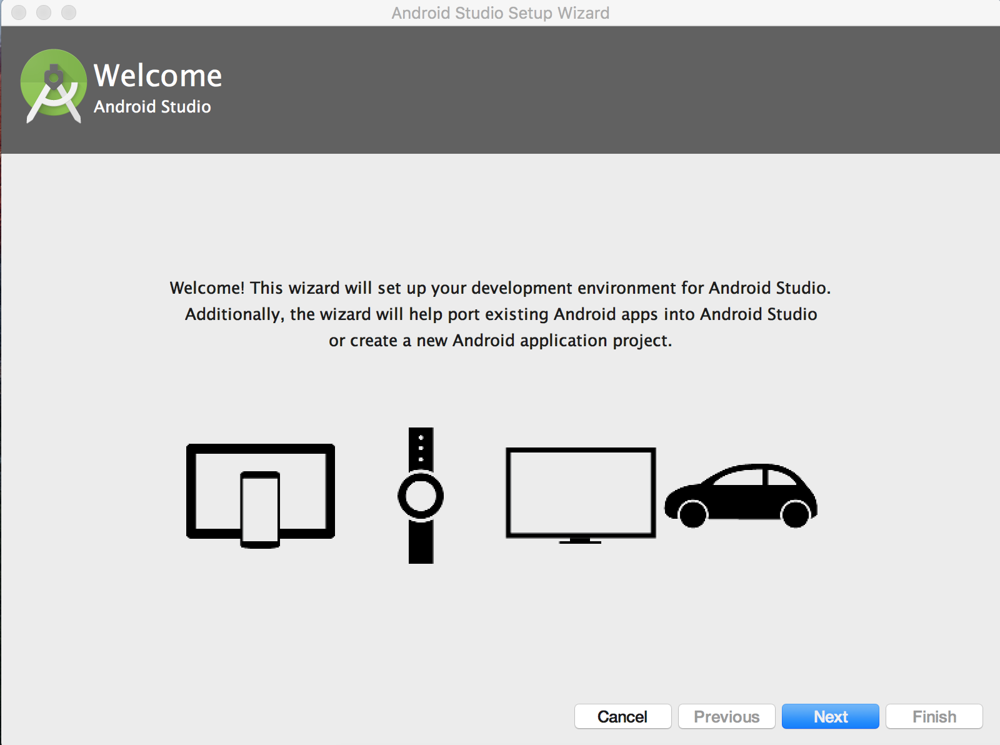 Android Studio Setup Wizard
Welcome
Android Studio
Welcome! This wizard will set up your development environment for Android Studio.
Additionally, the wizard will help port existing Android apps into Android Studio
or create a new Android application project.
Cancel Previous Next Finish